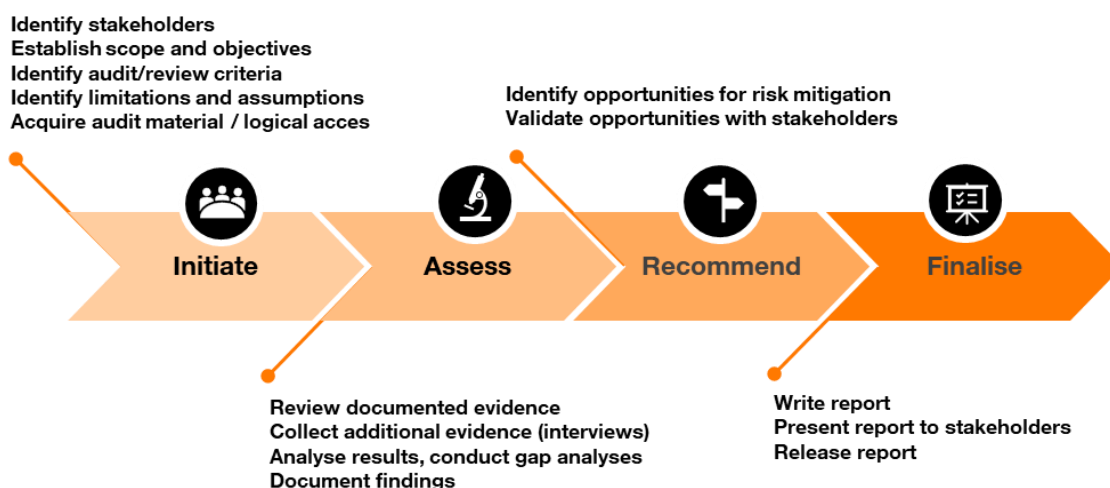 Identify stakeholders
Establish scope and objectives
Identify audit/review criteria
Identify limitations and assumptions
Acquire audit material / logical acces
Identify opportunities for risk mitigation
Validate opportunities with stakeholders
Initiate
Assess
Recommend
Finalise
Review documented evidence
Collect additional evidence (interviews)
Analyse results, conduct gap analyses
Document findings
Write report
Present report to stakeholders
Release report